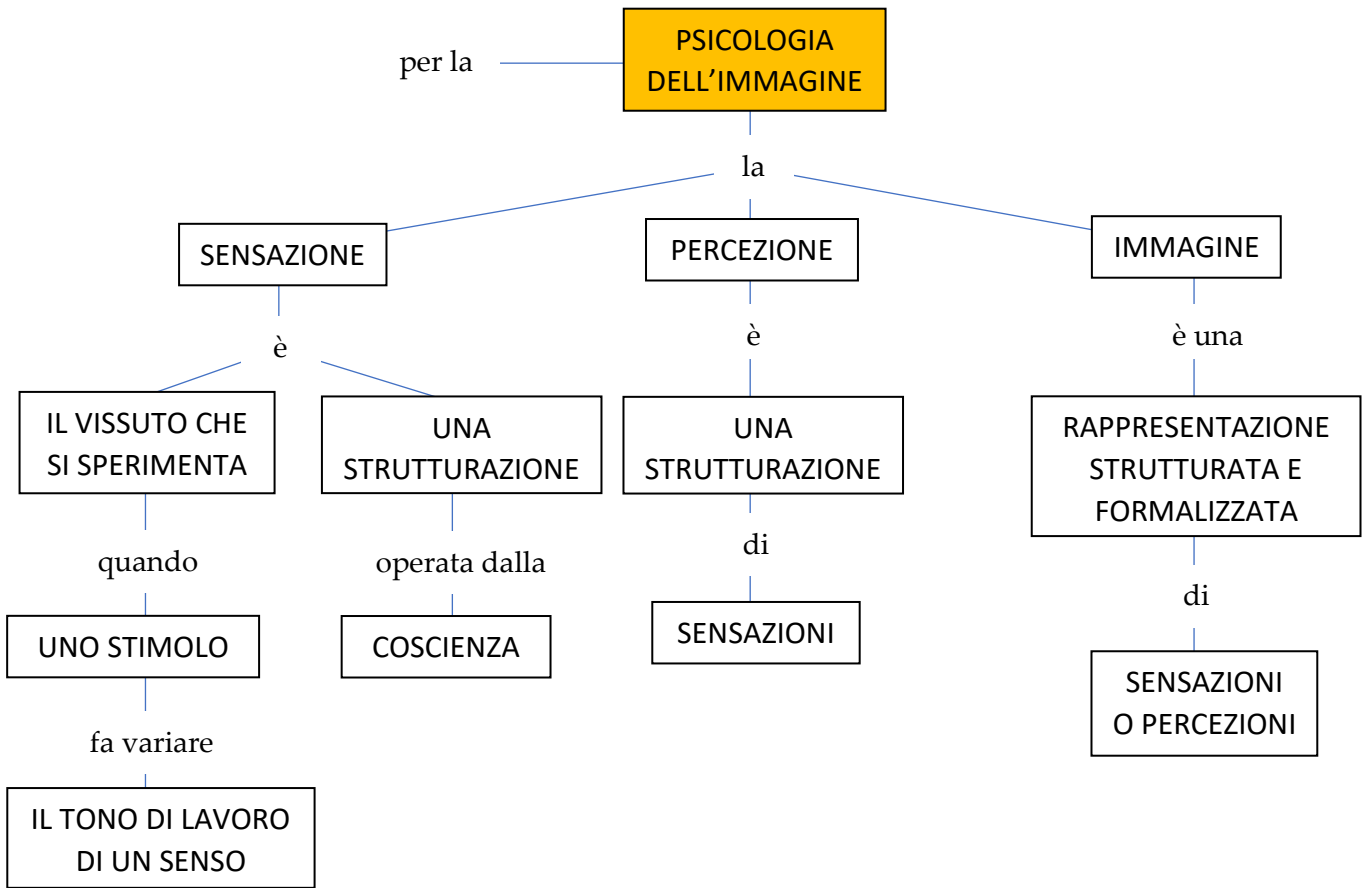 per la
PSICOLOGIA
DELL’IMMAGINE
la
SENSAZIONE
PERCEZIONE
IMMAGINE
è
è
è una
IL VISSUTO CHE
SI SPERIMENTA
UNA
STRUTTURAZIONE
UNA
STRUTTURAZIONE
RAPPRESENTAZIONE
STRUTTURATA E
FORMALIZZATA
quando
operata dalla
di
di
UNO STIMOLO
COSCIENZA
SENSAZIONI
SENSAZIONI
O PERCEZIONI
fa variare
IL TONO DI LAVORO
DI UN SENSO